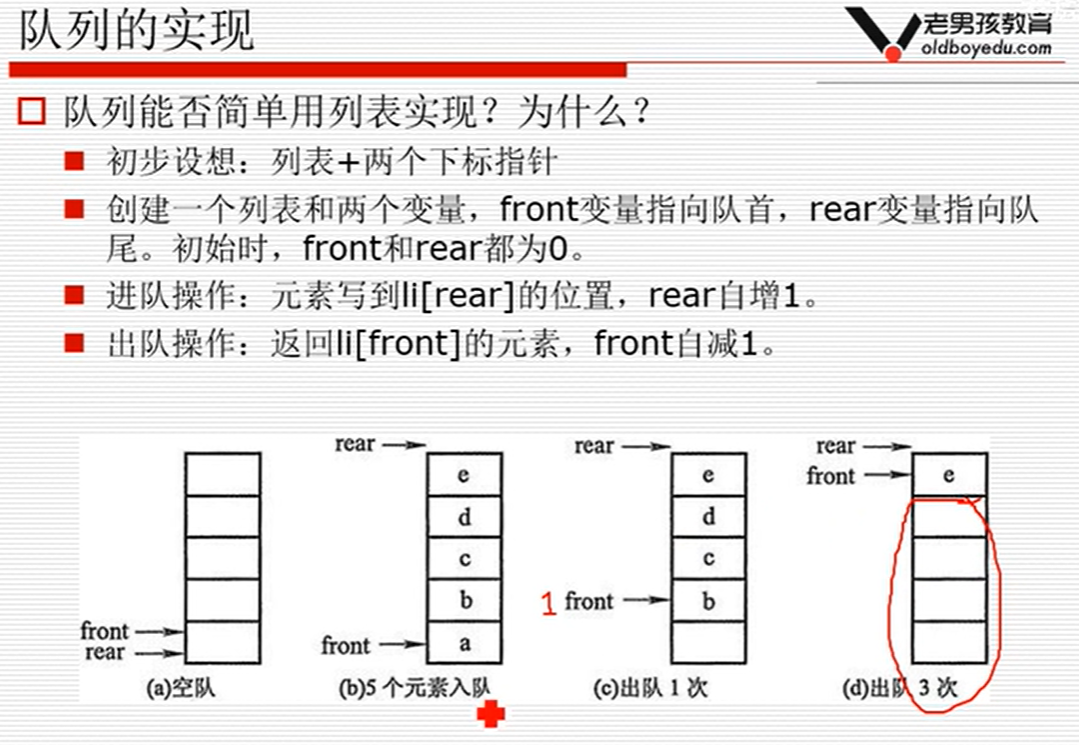 队列的实现
老男孩教育
oldboyedu.com
队列能否简单用列表实现？为什么？
初步设想：列表+两个下标指针
创建一个列表和两个变量，front变量指向队首，rear变量指向队
尾。初始时，front和rear都为0。
进队操作：元素写到li[rear]的位置，rear自增1。
出队操作：返回li[front]的元素，front自减1。
front
rear
(a)空队
rear
e
d
c
b
front a
(b)5 个元素入队
rear
e
d
c
1 front b
(c)出队 1 次
rear
front e
(d)出队 3 次